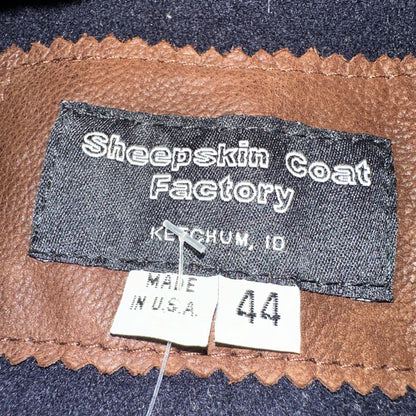 Sheepskin Coat
Factory
KETCHUM, ID
MADE
IN U.S.A.
44